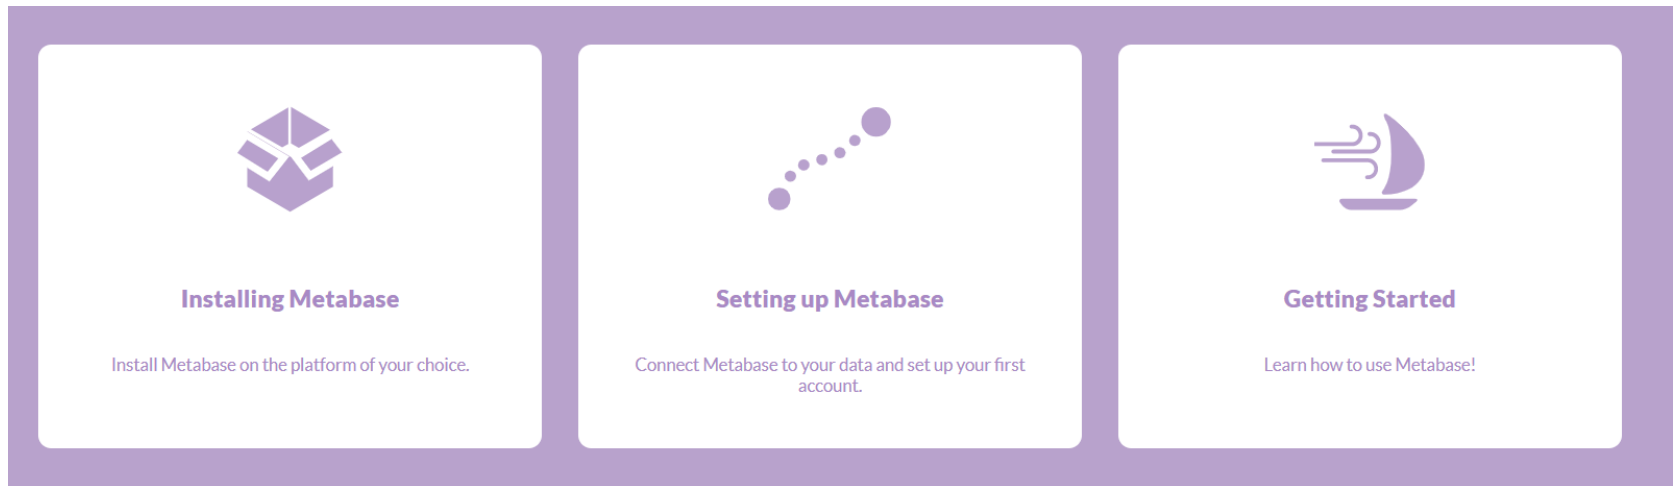 Installing Metabase
Install Metabase on the platform of your choice.
Setting up Metabase
Connect Metabase to your data and set up your first
account.
Getting Started
Learn how to use Metabase!